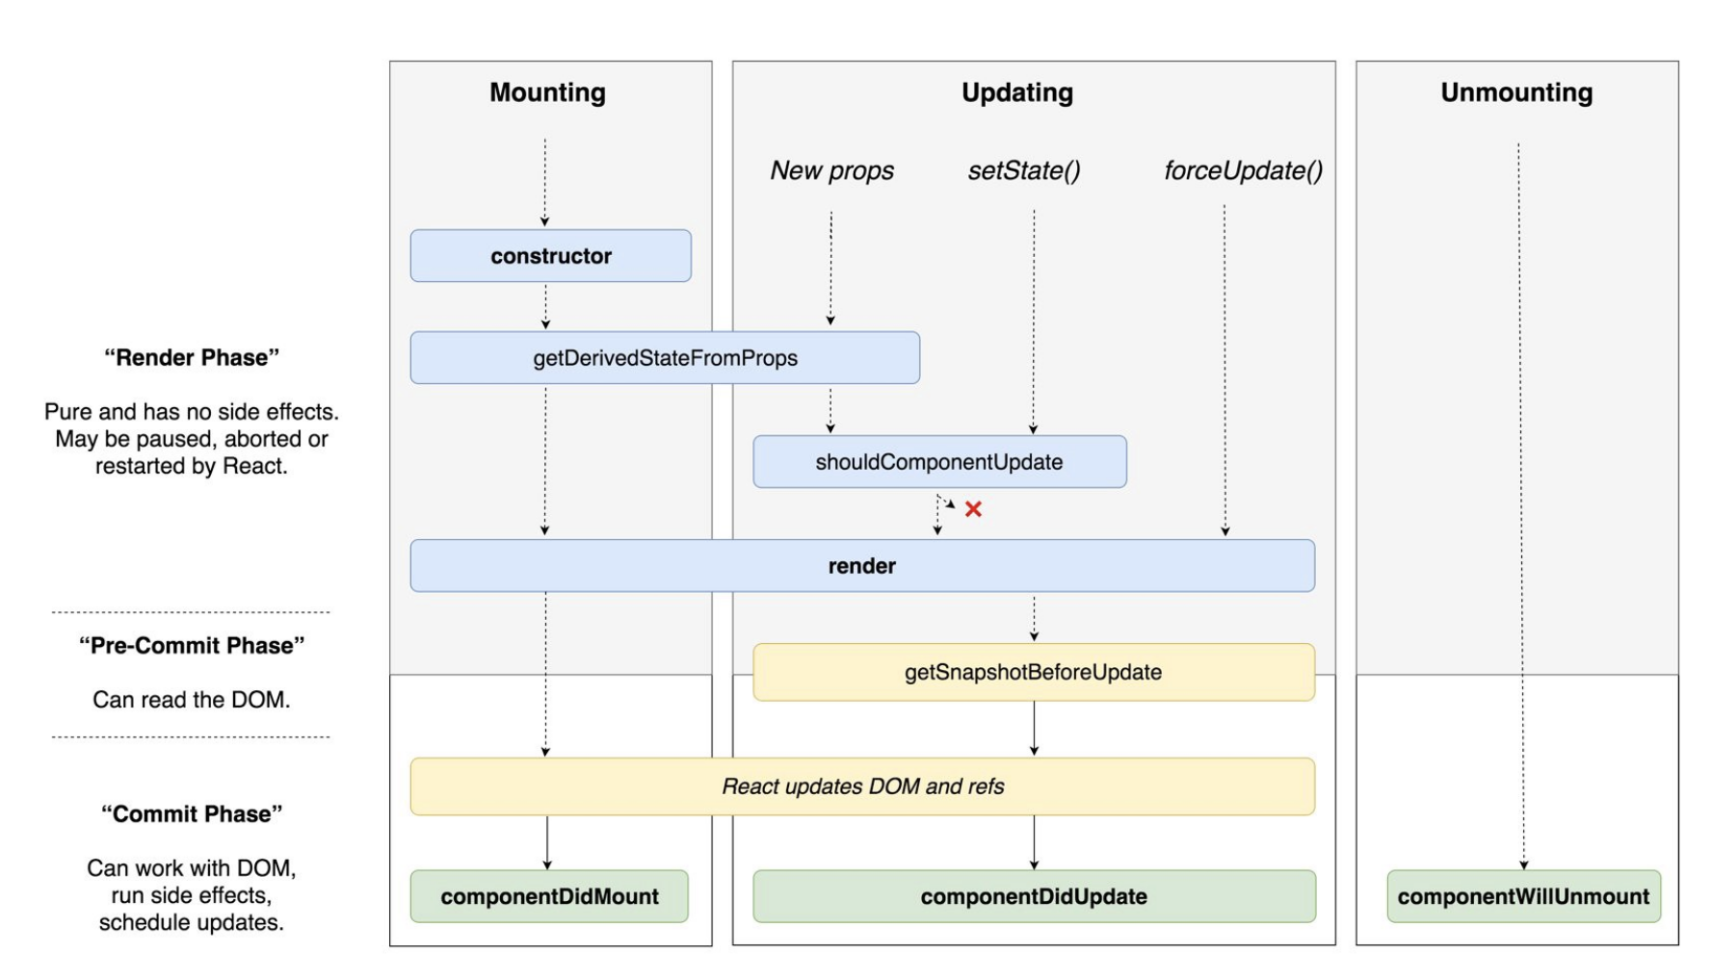 Mounting
Updating
Unmounting
New props
setState()
forceUpdate()
constructor
“Render Phase”
getDerivedStateFromProps
Pure and has no side effects.
May be paused, aborted or
restarted by React.
shouldComponentUpdate
render
“Pre-Commit Phase”
getSnapshotBeforeUpdate
Can read the DOM.
React updates DOM and refs
“Commit Phase”
Can work with DOM,
run side effects,
schedule updates.
componentDidMount
componentDidUpdate
componentWillUnmount